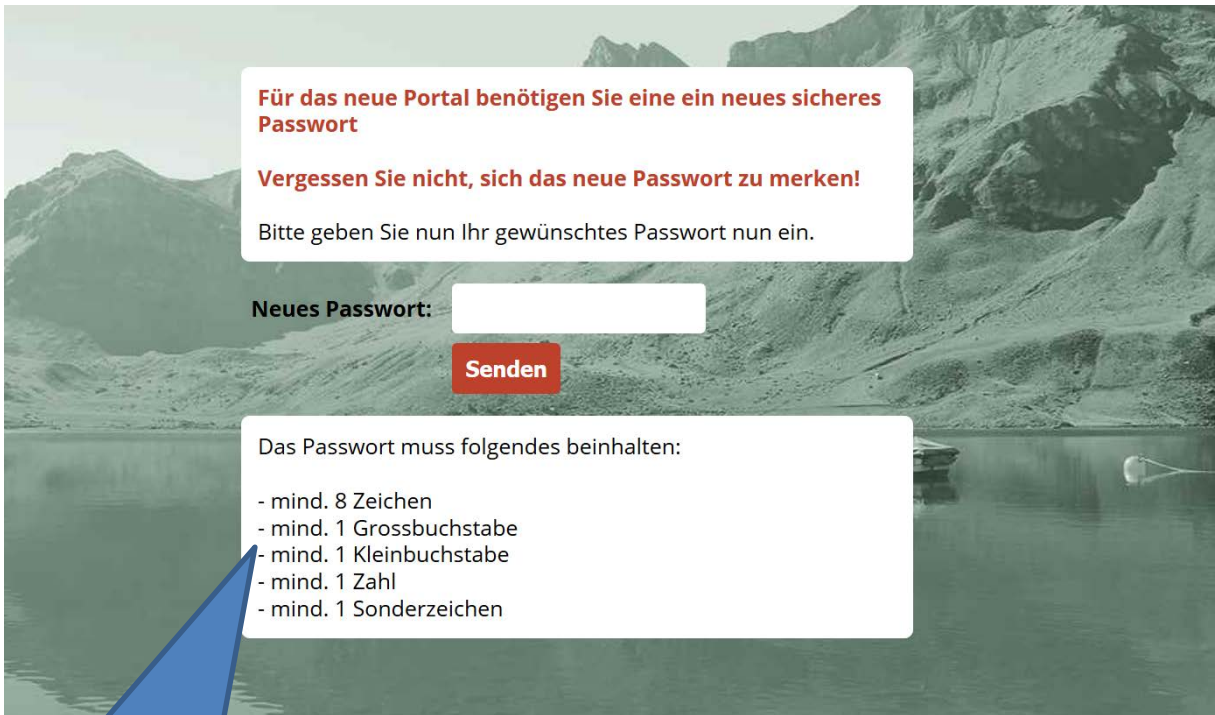 Für das neue Portal benötigen Sie eine ein neues sicheres
Passwort
Vergessen Sie nicht, sich das neue Passwort zu merken!
Bitte geben Sie nun Ihr gewünschtes Passwort nun ein.
Neues Passwort:
Senden
Das Passwort muss folgendes beinhalten:
- mind. 8 Zeichen
- mind. 1 Grossbuchstabe
- mind. 1 Kleinbuchstabe
- mind. 1 Zahl
- mind. 1 Sonderzeichen